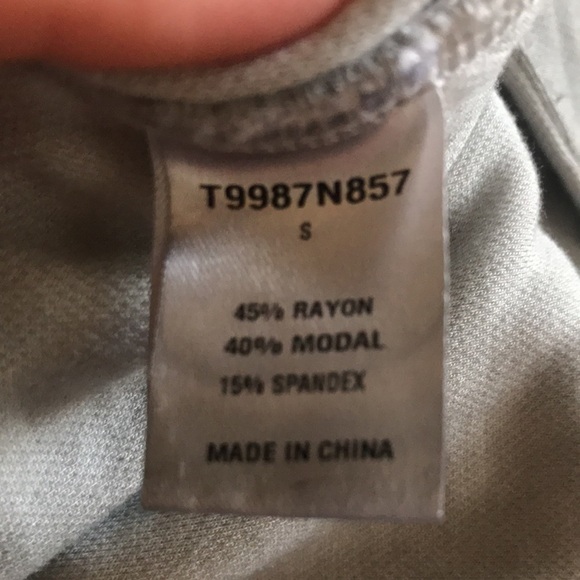 T9987N857
S
45% RAYON
40% MODAL
15% SPANDEX
MADE IN CHINA